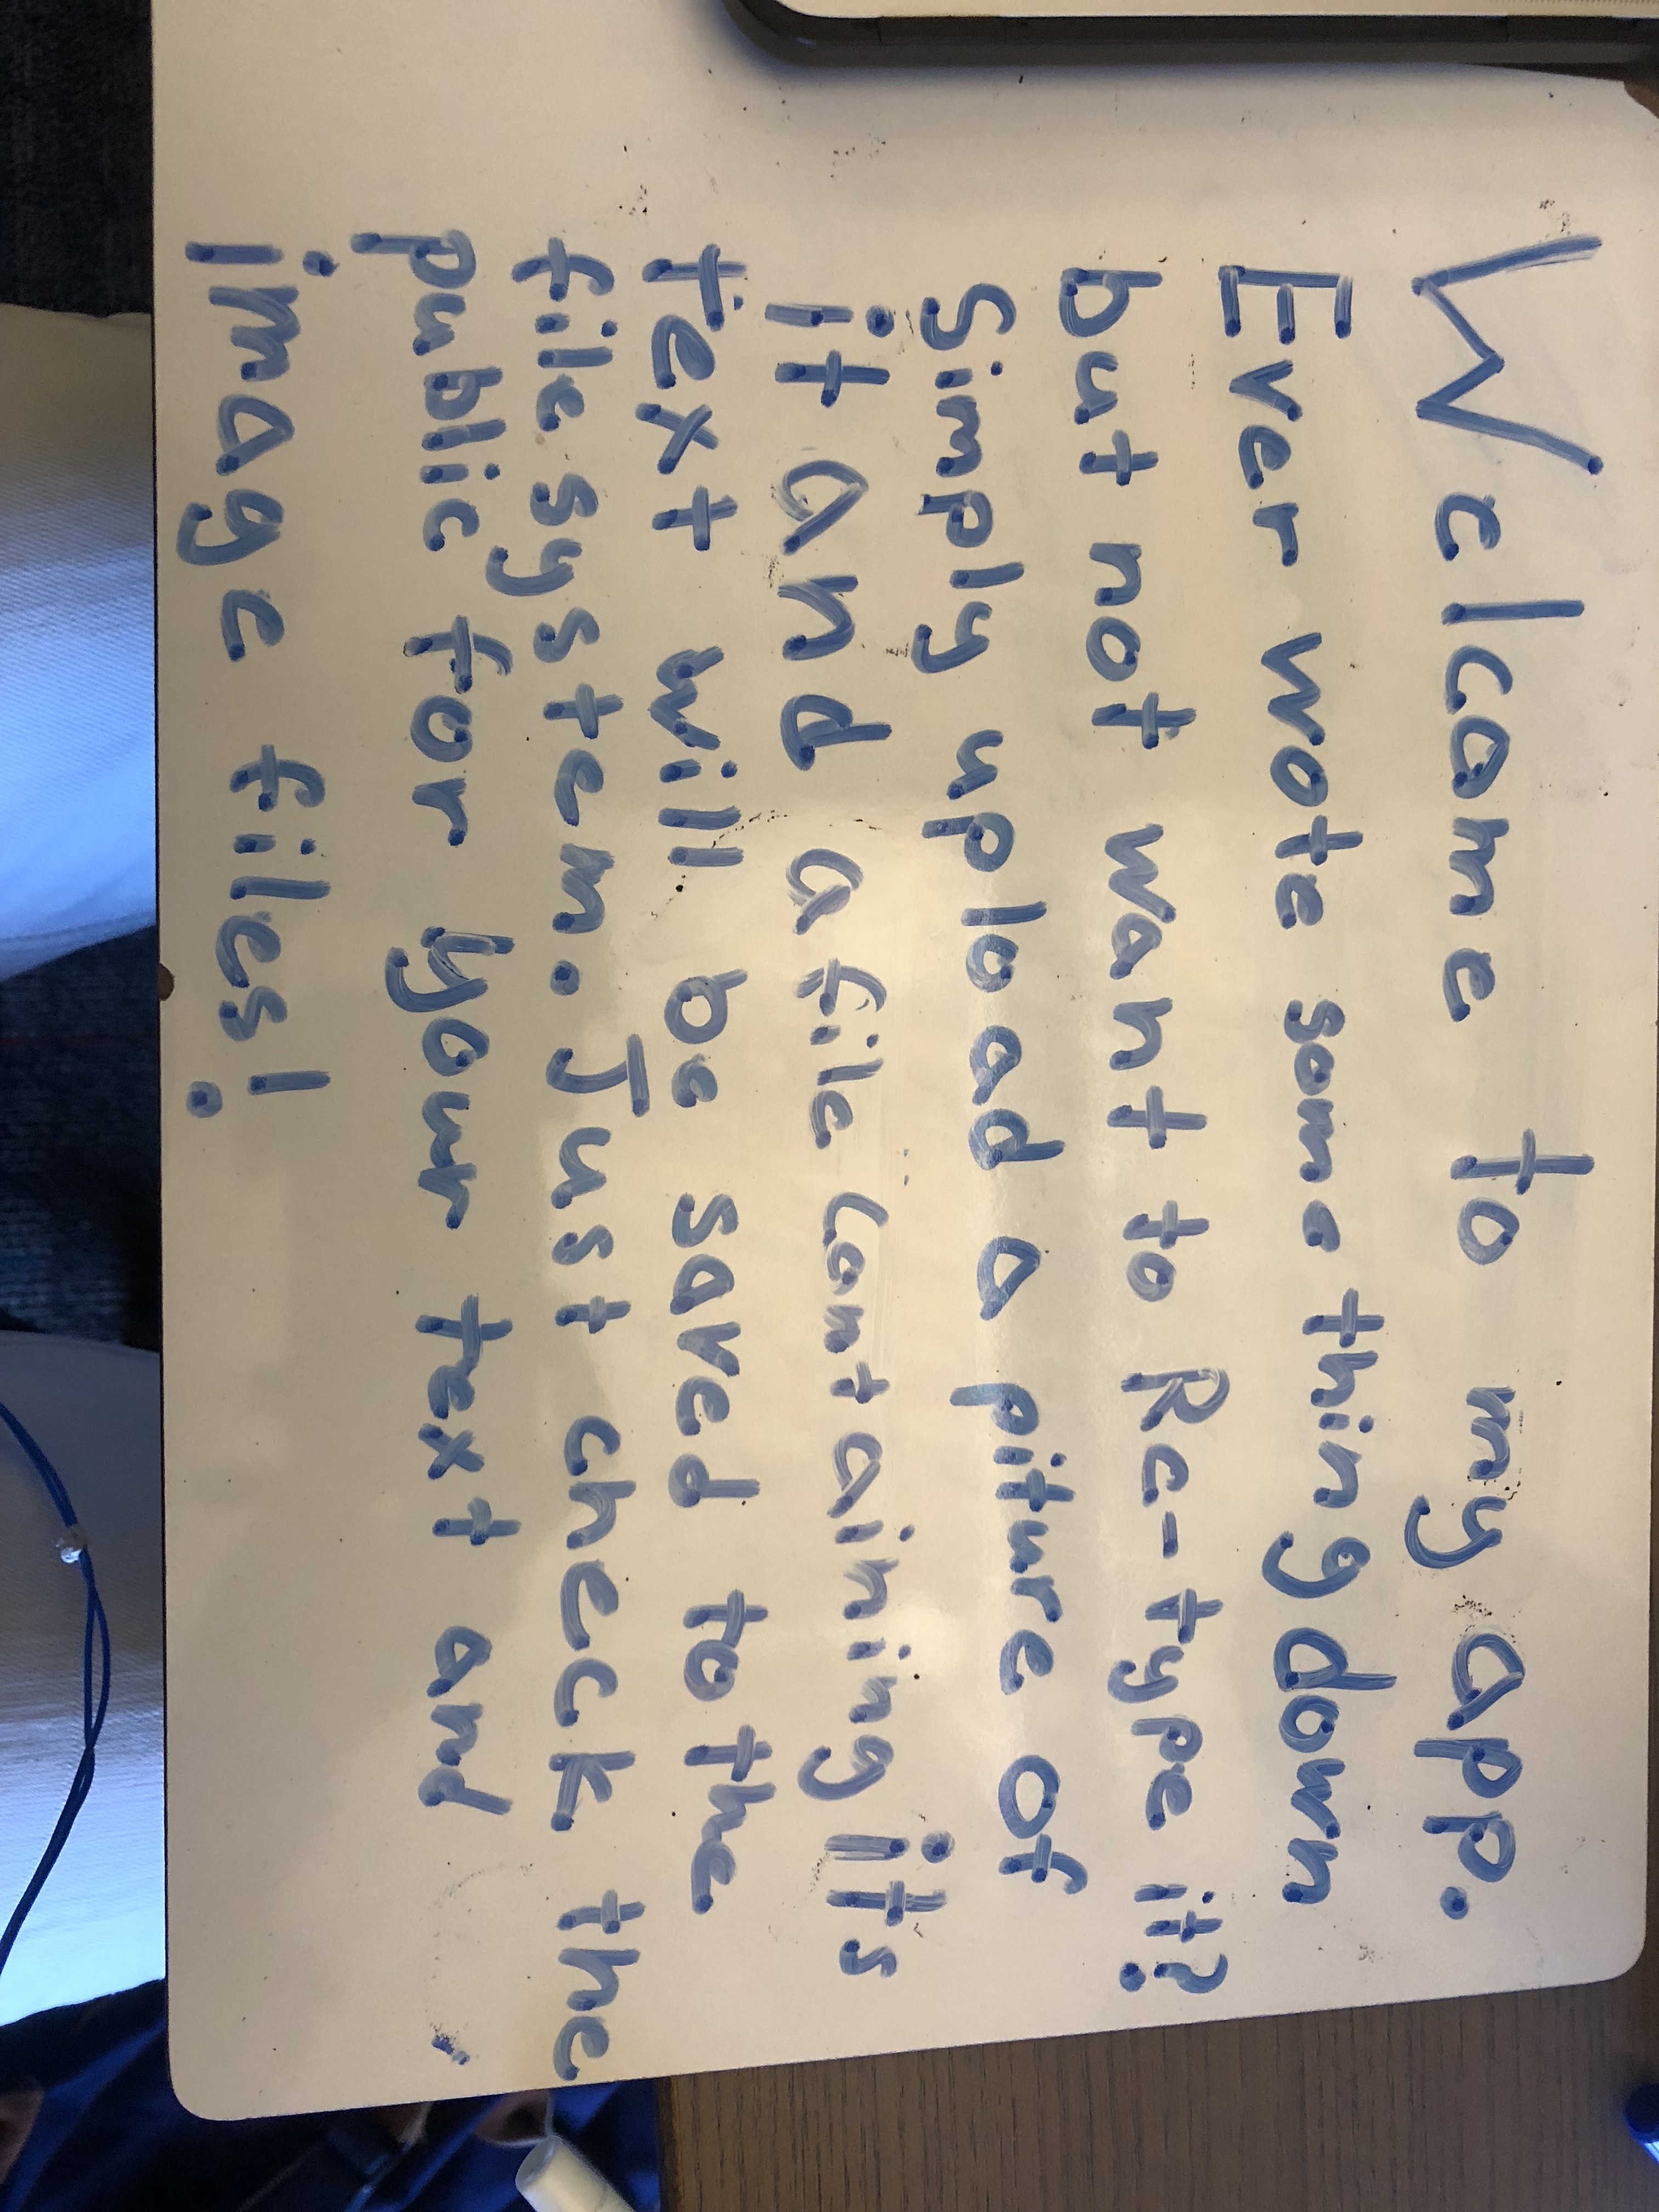 Welcome to my app.
Ever wote some thing down
but not want to Re-type it?
Simply upload a piture of
it and a file containing its
text will be saved to the
file system. Just check the
public for your text and
image files!